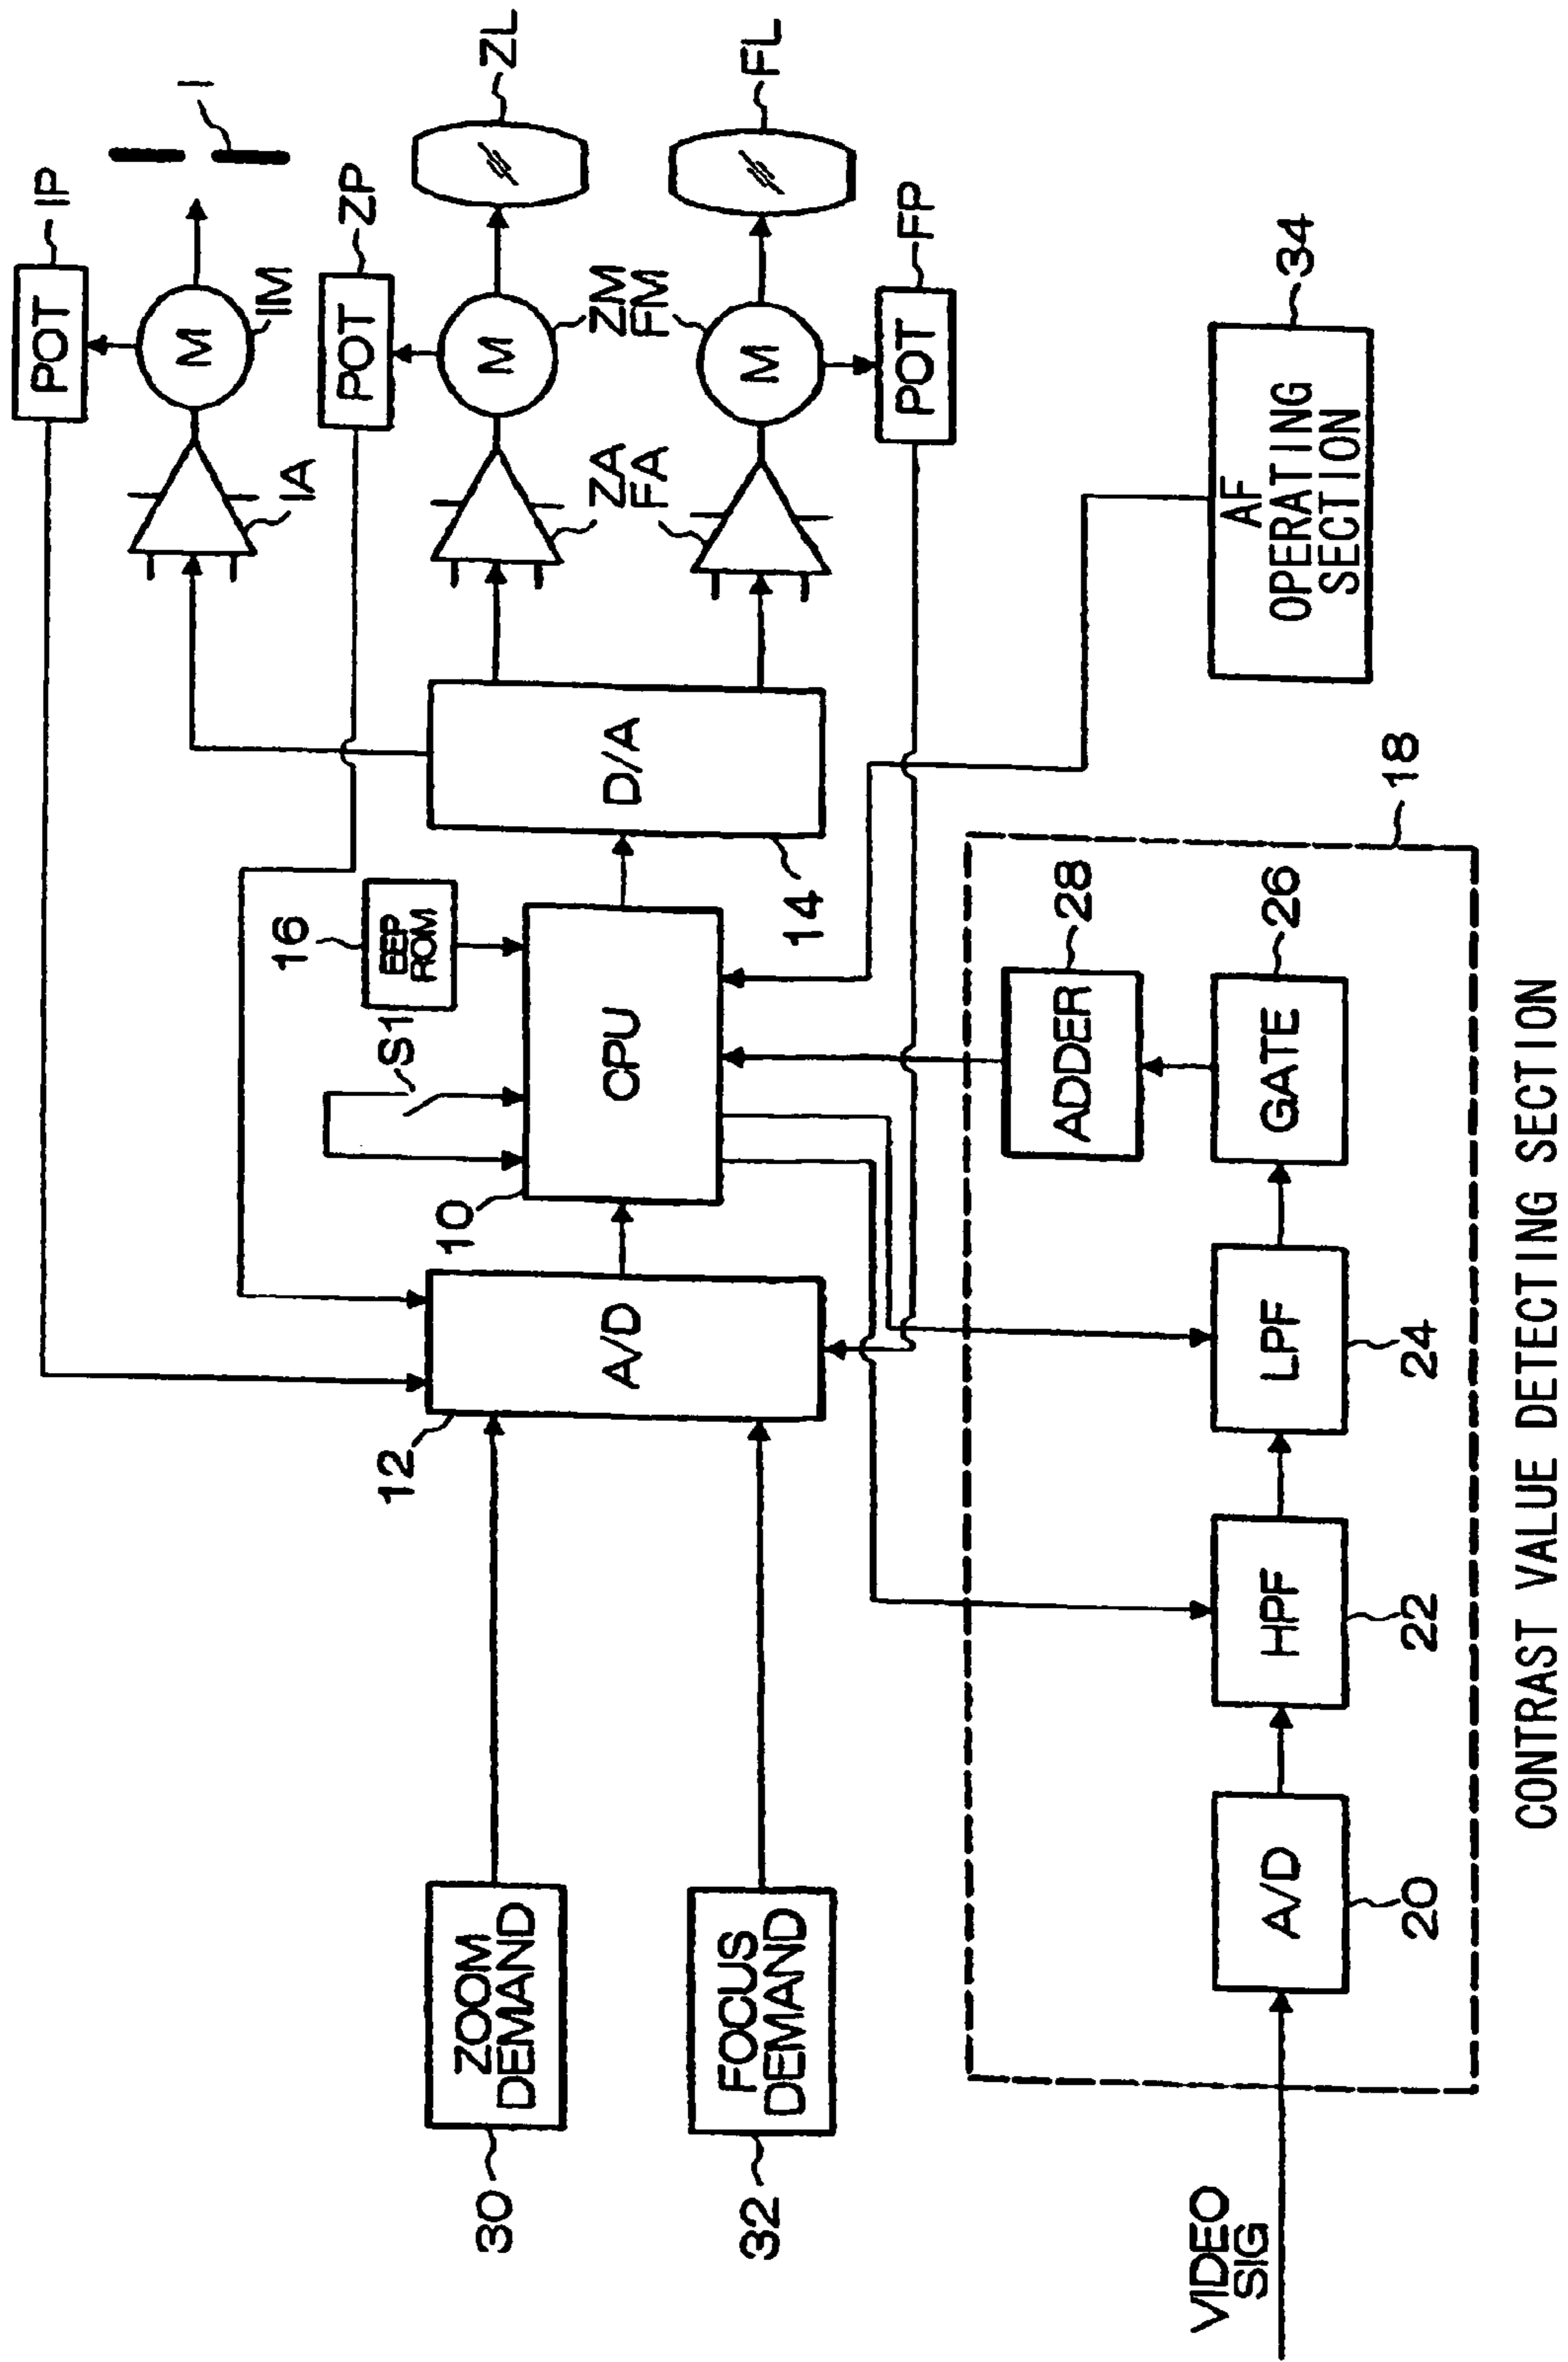 POT
IP
I
M
IM
IA
POT
ZP
ZL
M
ZM
FM
ZA
FA
M
FL
POT
FP
16
EEP
ROM
S1
10
CPU
D/A
14
12
A/D
30
ZOOM
DEMAND
32
FOCUS
DEMAND
AF
OPERATING
SECTION
34
18
ADDER
28
VIDEO
SIG
A/D
20
HPF
22
LPF
24
GATE
26
CONTRAST VALUE DETECTING SECTION